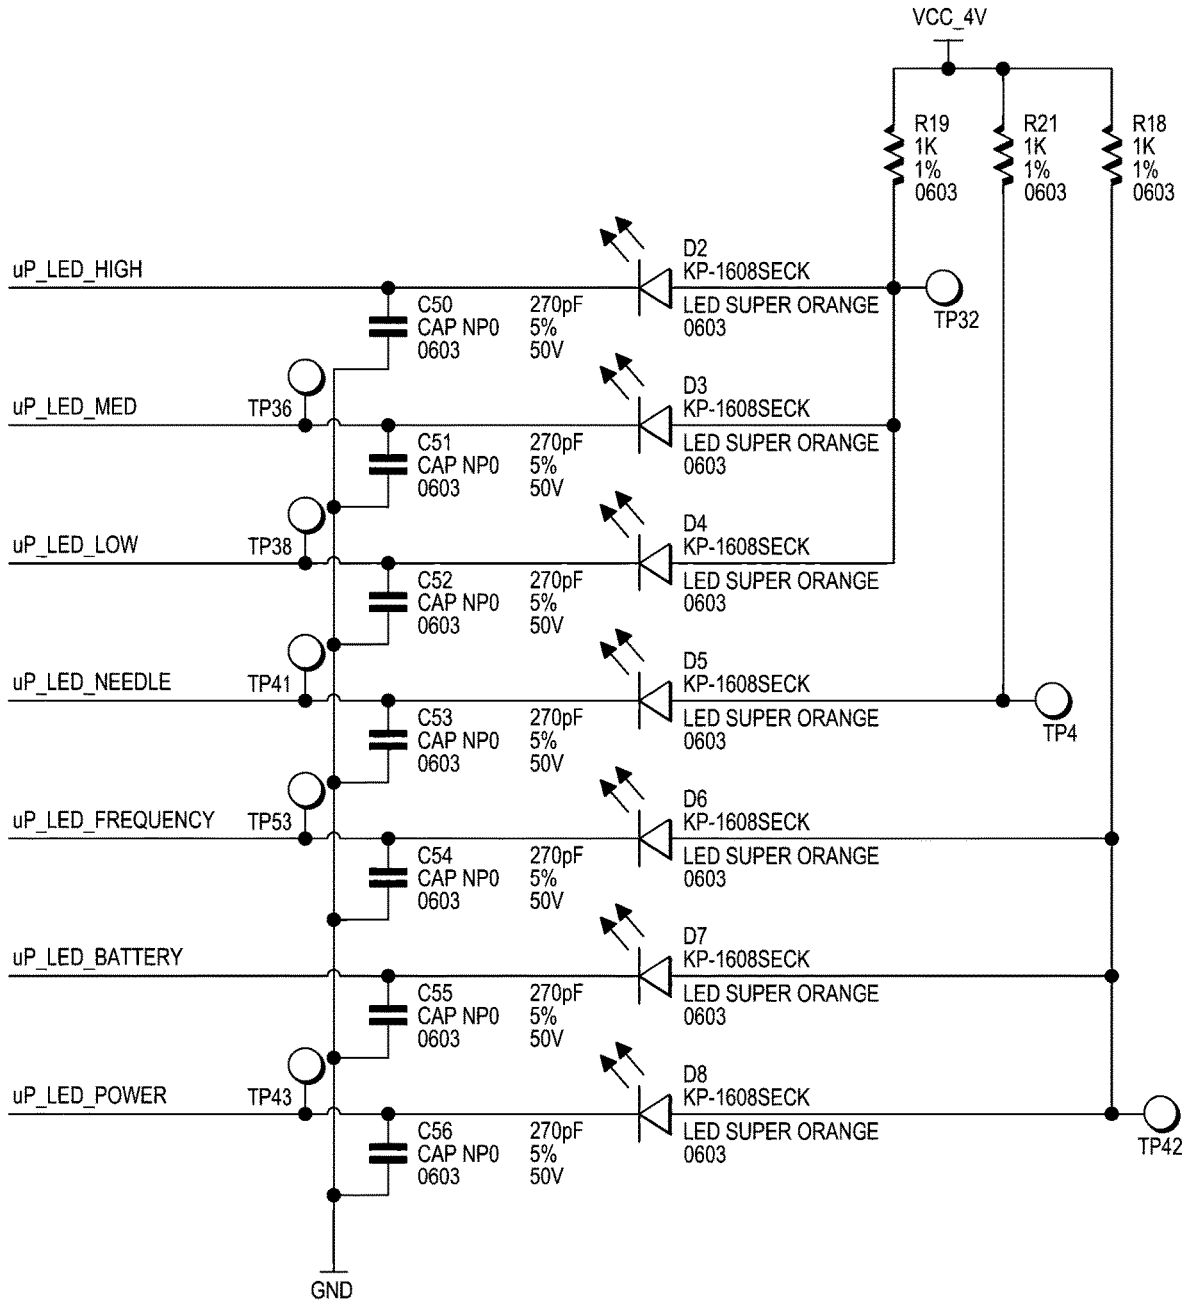 VCC_4V
R19
1K
1%
0603
R21
1K
1%
0603
R18
1K
1%
0603
uP_LED_HIGH
C50
CAP NP0
0603
270pF
5%
50V
D2
KP-1608SECK
LED SUPER ORANGE
0603
TP32
uP_LED_MED
TP36
C51
CAP NP0
0603
270pF
5%
50V
D3
KP-1608SECK
LED SUPER ORANGE
0603
uP_LED_LOW
TP38
C52
CAP NP0
0603
270pF
5%
50V
D4
KP-1608SECK
LED SUPER ORANGE
0603
uP_LED_NEEDLE
TP41
C53
CAP NP0
0603
270pF
5%
50V
D5
KP-1608SECK
LED SUPER ORANGE
0603
TP4
uP_LED_FREQUENCY
TP53
C54
CAP NP0
0603
270pF
5%
50V
D6
KP-1608SECK
LED SUPER ORANGE
0603
uP_LED_BATTERY
C55
CAP NP0
0603
270pF
5%
50V
D7
KP-1608SECK
LED SUPER ORANGE
0603
uP_LED_POWER
TP43
C56
CAP NP0
0603
270pF
5%
50V
D8
KP-1608SECK
LED SUPER ORANGE
0603
TP42
GND